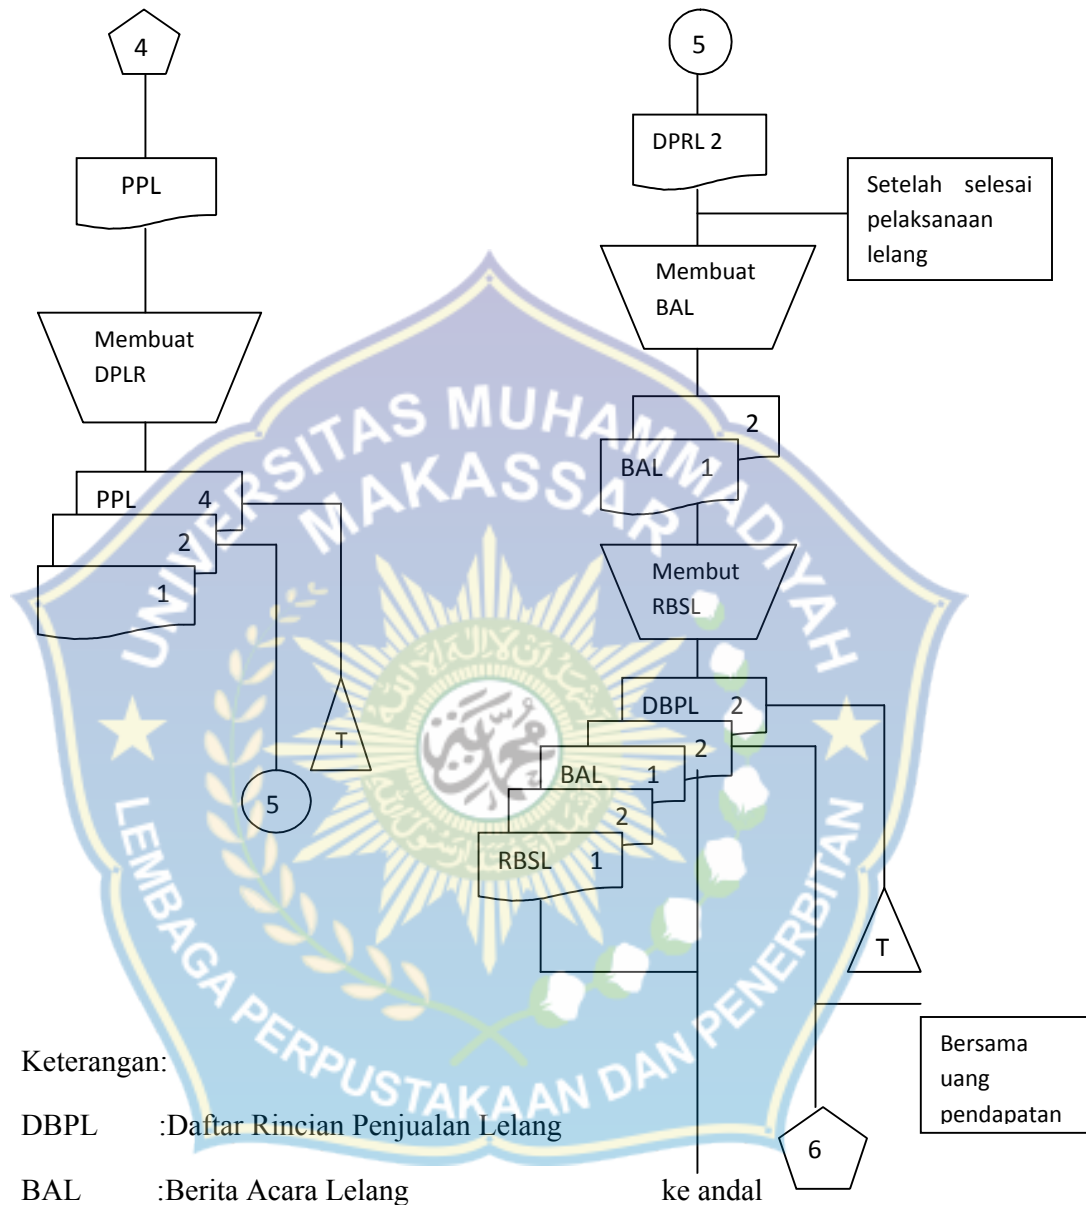 4
PPL
Membuat
DPLR
PPL 4
2
1
T
5
5
DPRL 2
Setelah selesai
pelaksanaan
lelang
Membuat
BAL
2
BAL 1
Membut
RBSL
DBPL 2
2
BAL 1
2
RBSL 1
T
Bersama
uang
pendapatan
6
ke andal
Keterangan:
DBPL :Daftar Rincian Penjualan Lelang
BAL :Berita Acara Lelang
UNIVERSITAS MUHAMMADIYAH
MAKASSAR
LEMBAGA PERPUSTAKAAN DAN PENERBITAN